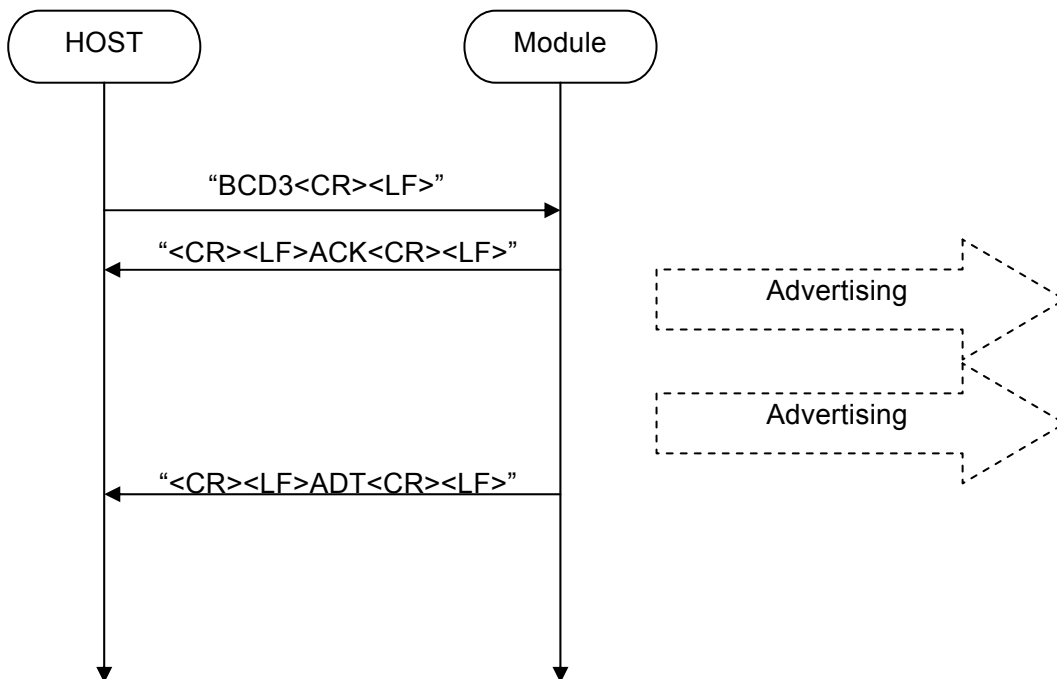 HOST
Module
“BCD3<CR><LF>”
“<CR><LF>ACK<CR><LF>”
Advertising
Advertising
“<CR><LF>ADT<CR><LF>”